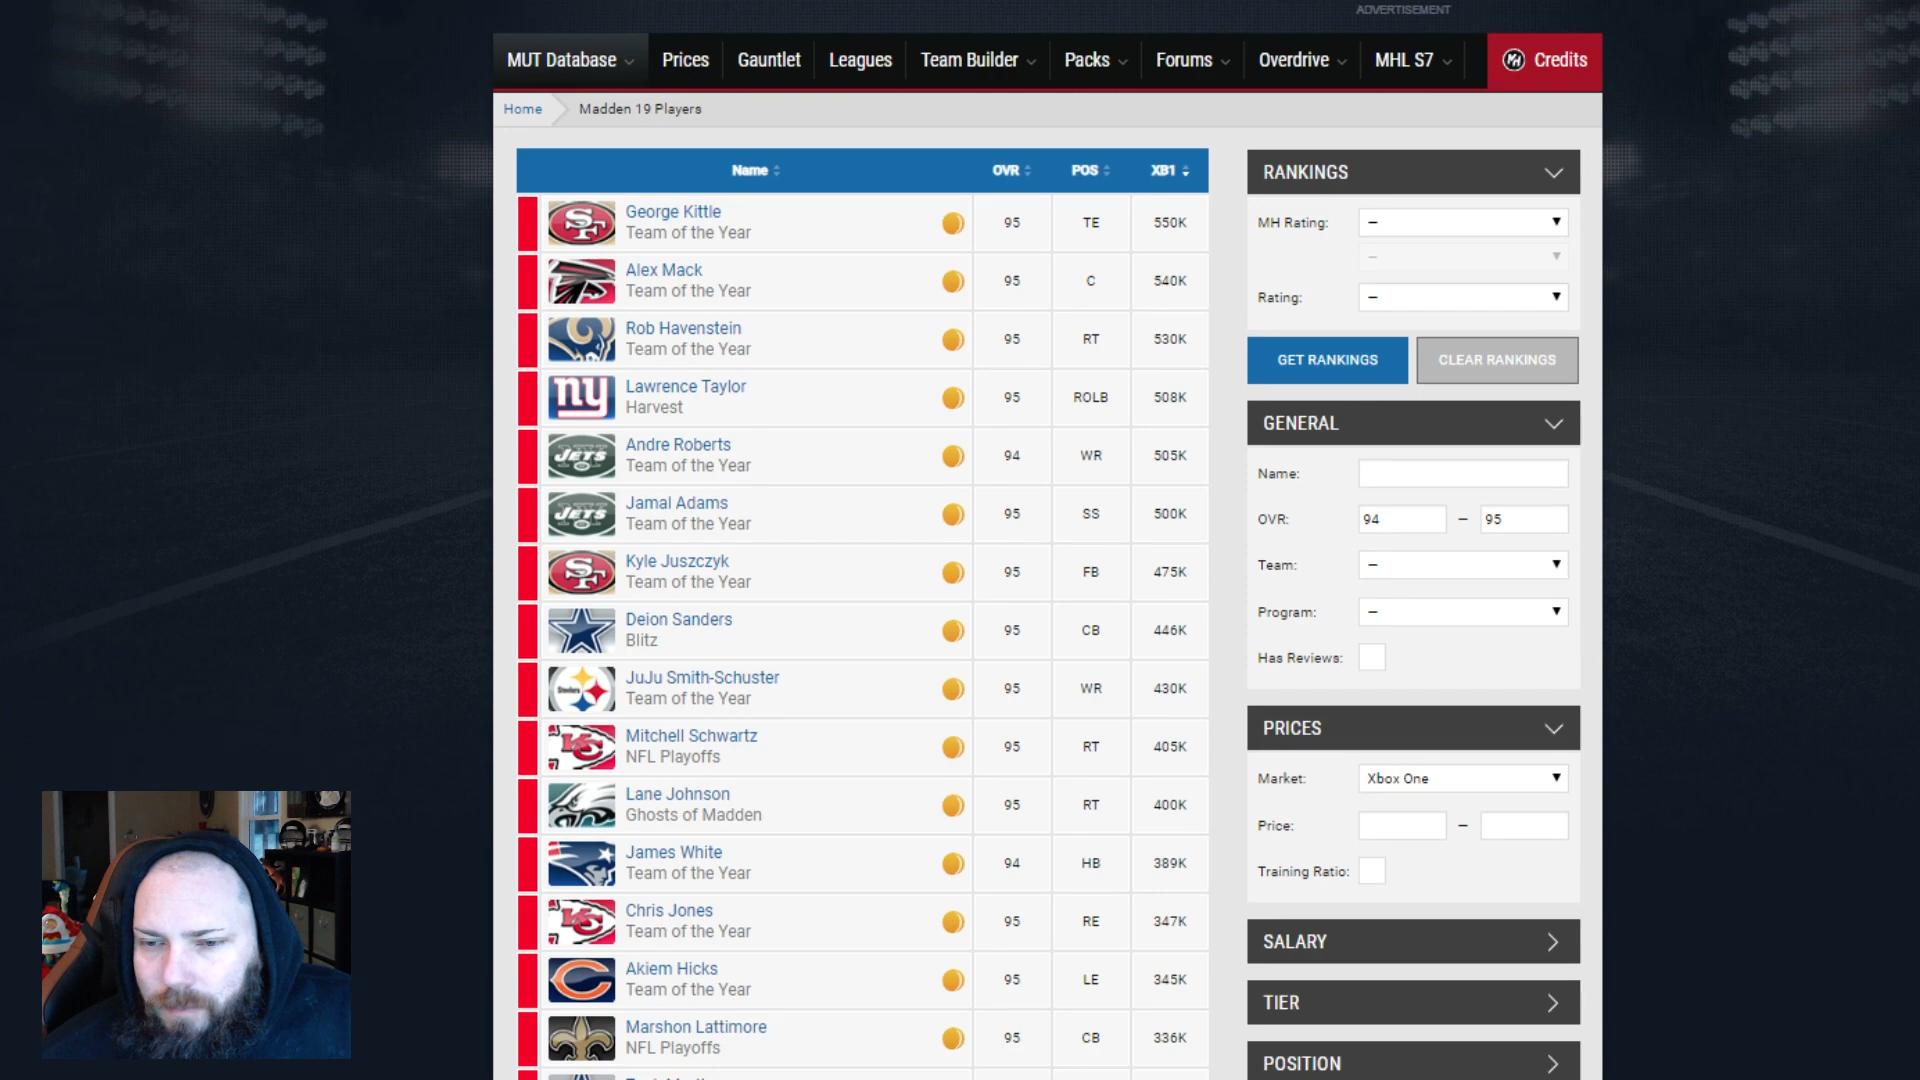 ADVERTISEMENT
MUT Database Prices Gauntlet Leagues Team Builder Packs Forums Overdrive MHL S7 Credits
Home Madden 19 Players
Name OVR POS XB1
George Kittle
Team of the Year
95 TE 550K
Alex Mack
Team of the Year
95 C 540K
Rob Havenstein
Team of the Year
95 RT 530K
ny
Lawrence Taylor
Harvest
95 ROLB 508K
JETS
Andre Roberts
Team of the Year
94 WR 505K
JETS
Jamal Adams
Team of the Year
95 SS 500K
SF
Kyle Juszczyk
Team of the Year
95 FB 475K
Deion Sanders
Blitz
95 CB 446K
Steelers
JuJu Smith-Schuster
Team of the Year
95 WR 430K
KC
Mitchell Schwartz
NFL Playoffs
95 RT 405K
Lane Johnson
Ghosts of Madden
95 RT 400K
James White
Team of the Year
94 HB 389K
KC
Chris Jones
Team of the Year
95 RE 347K
Akiem Hicks
Team of the Year
95 LE 345K
Marshon Lattimore
NFL Playoffs
95 CB 336K
RANKINGS
MH Rating: –
–
Rating: –
GET RANKINGS CLEAR RANKINGS
GENERAL
Name:
OVR: 94 – 95
Team: –
Program: –
Has Reviews:
PRICES
Market: Xbox One
Price: –
Training Ratio:
SALARY
TIER
POSITION